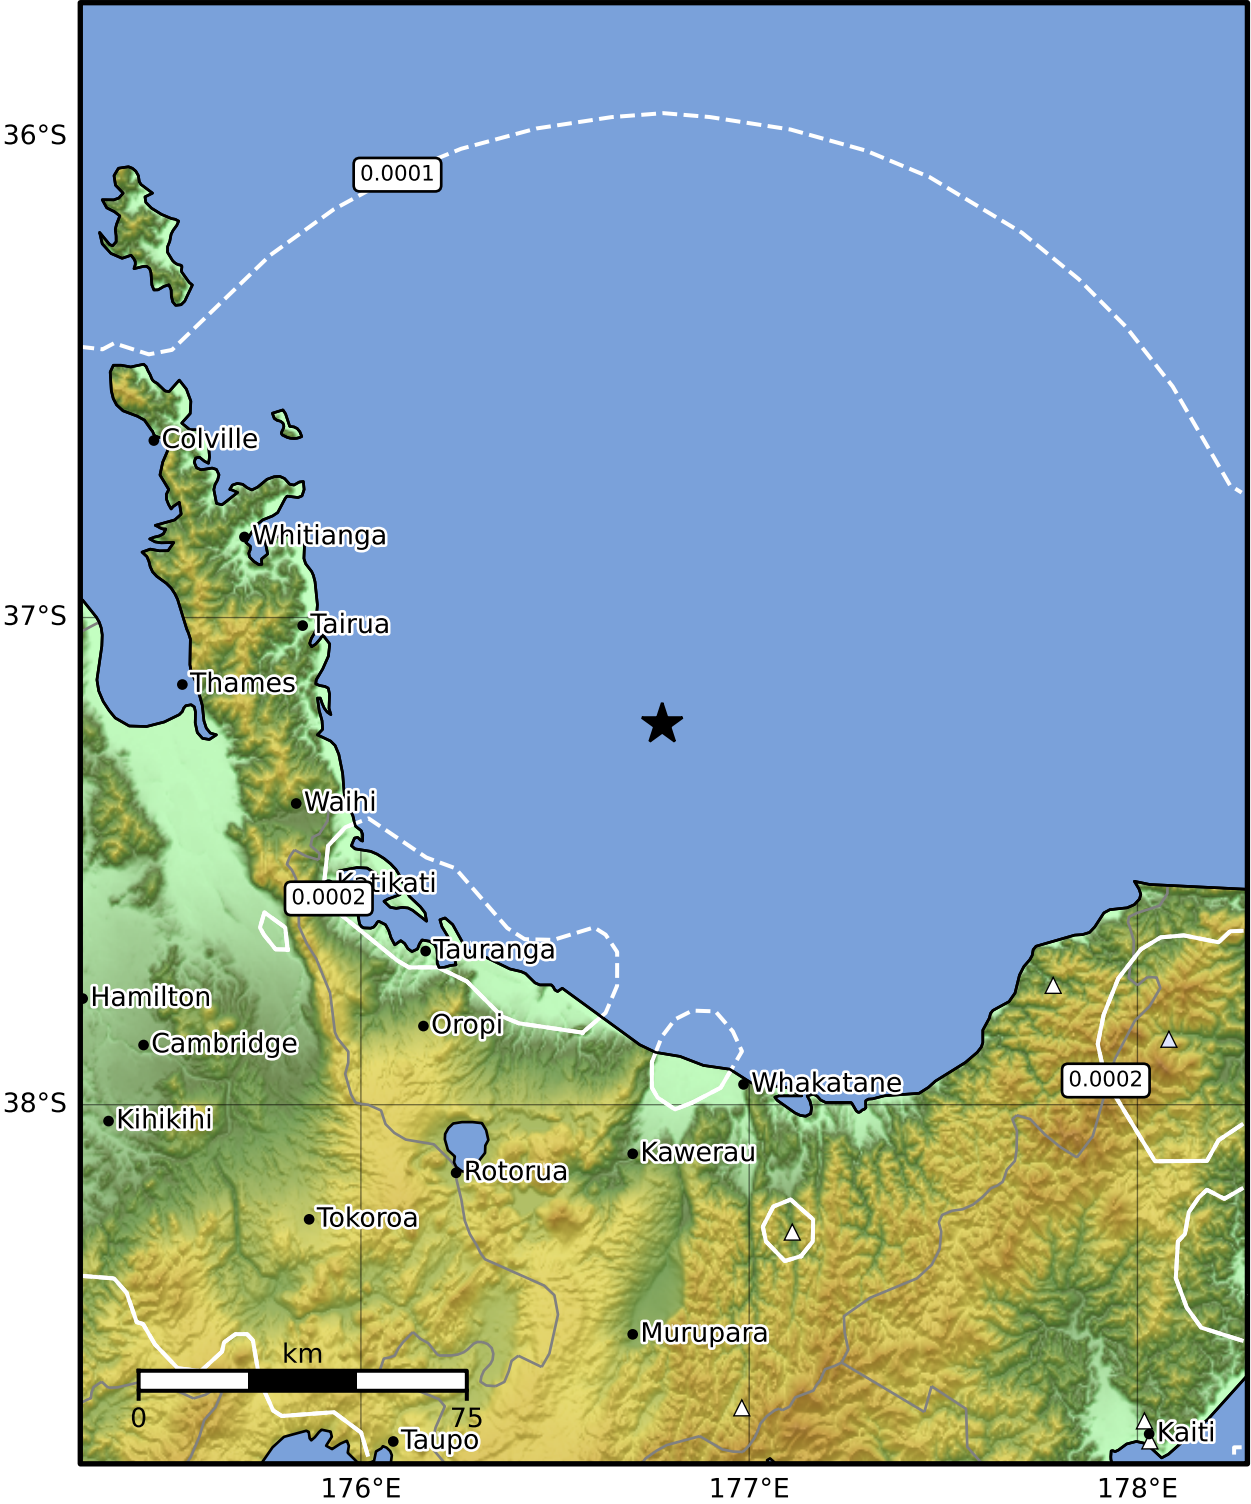 36°S
0.0001
Colville
Whitianga
37°S
Tairua
Thames
Waihi
Katikati
0.0002
Tauranga
Hamilton
Oropi
Cambridge
0.0002
Whakatane
38°S
Kihikihi
Kawerau
Rotorua
Tokoroa
Murupara
km
0 75
Kaiti
Taupo
176°E 177°E 178°E